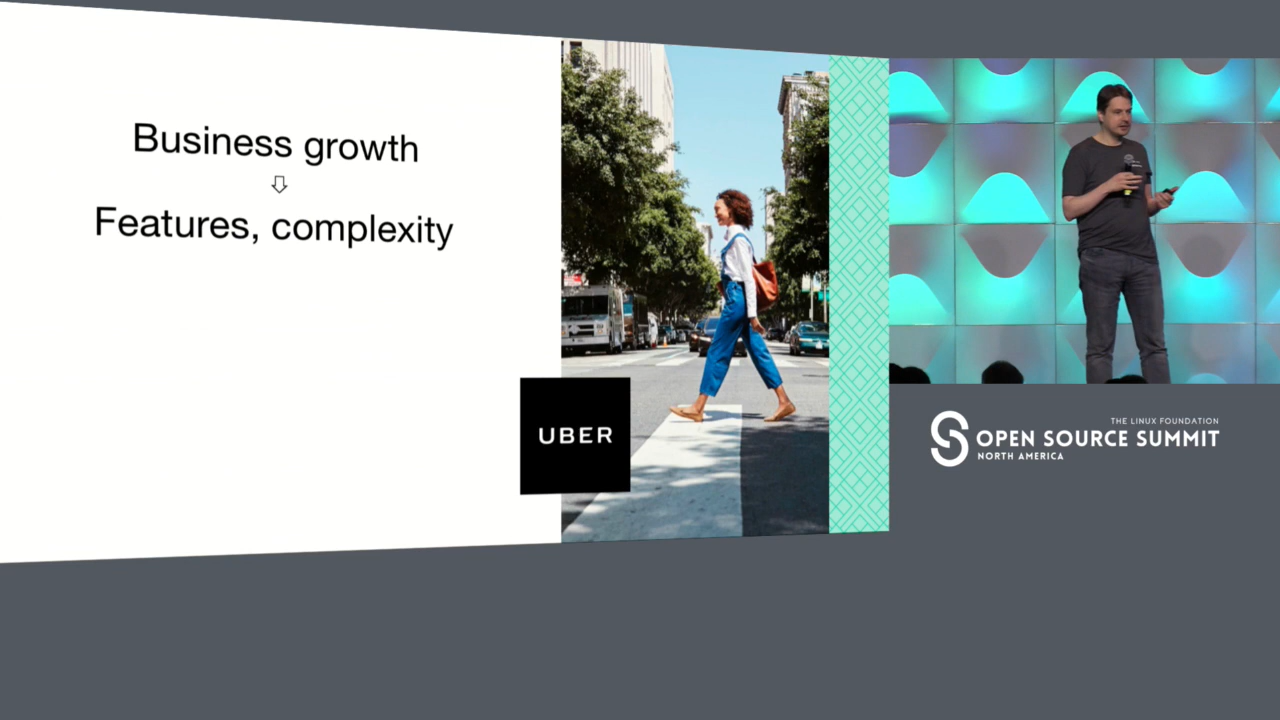 Business growth
⇩
Features, complexity
UBER
THE LINUX FOUNDATION
OPEN SOURCE SUMMIT
NORTH AMERICA